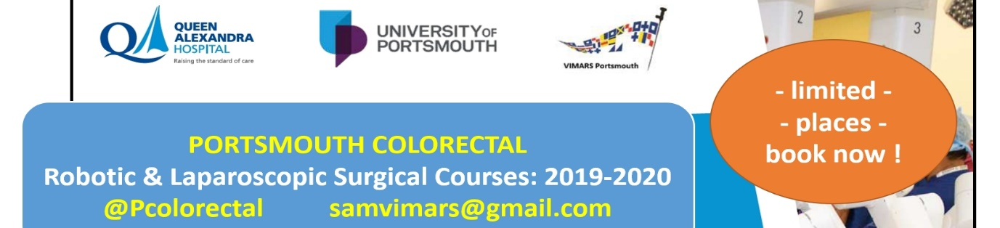 QUEEN
ALEXANDRA
HOSPITAL
Raising the standard of care
UNIVERSITY OF
PORTSMOUTH
VIMARS Portsmouth
2
3
- limited -
- places -
book now !
PORTSMOUTH COLORECTAL
Robotic & Laparoscopic Surgical Courses: 2019-2020
@Pcolorectal samvimars@gmail.com